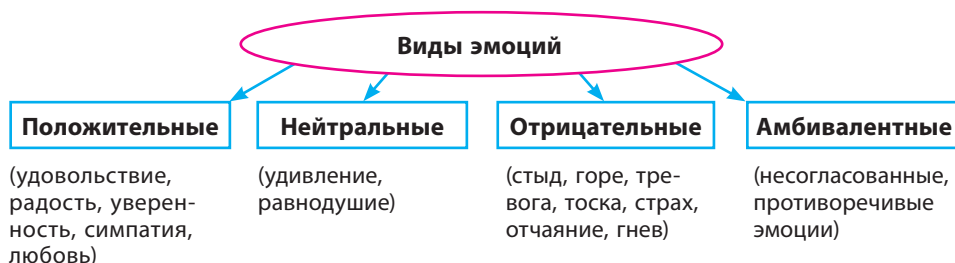 Виды эмоций
Положительные
(удовольствие,
радость, уверен-
ность, симпатия,
любовь)
Нейтральные
(удивление,
равнодушие)
Отрицательные
(стыд, горе, тре-
вога, тоска, страх,
отчаяние, гнев)
Амбивалентные
(несогласованные,
противоречивые
эмоции)